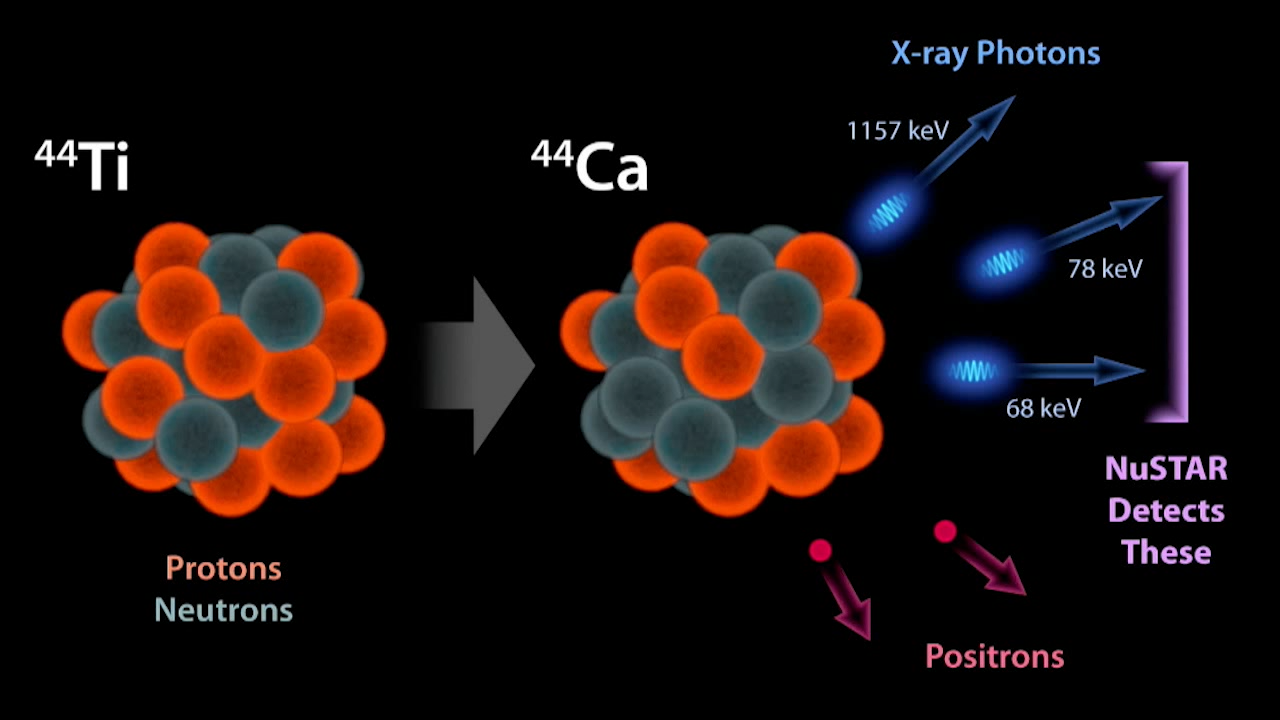 X-ray Photons
1157 keV
⁴⁴Ti
⁴⁴Ca
78 keV
68 keV
NuSTAR
Detects
These
Protons
Neutrons
Positrons